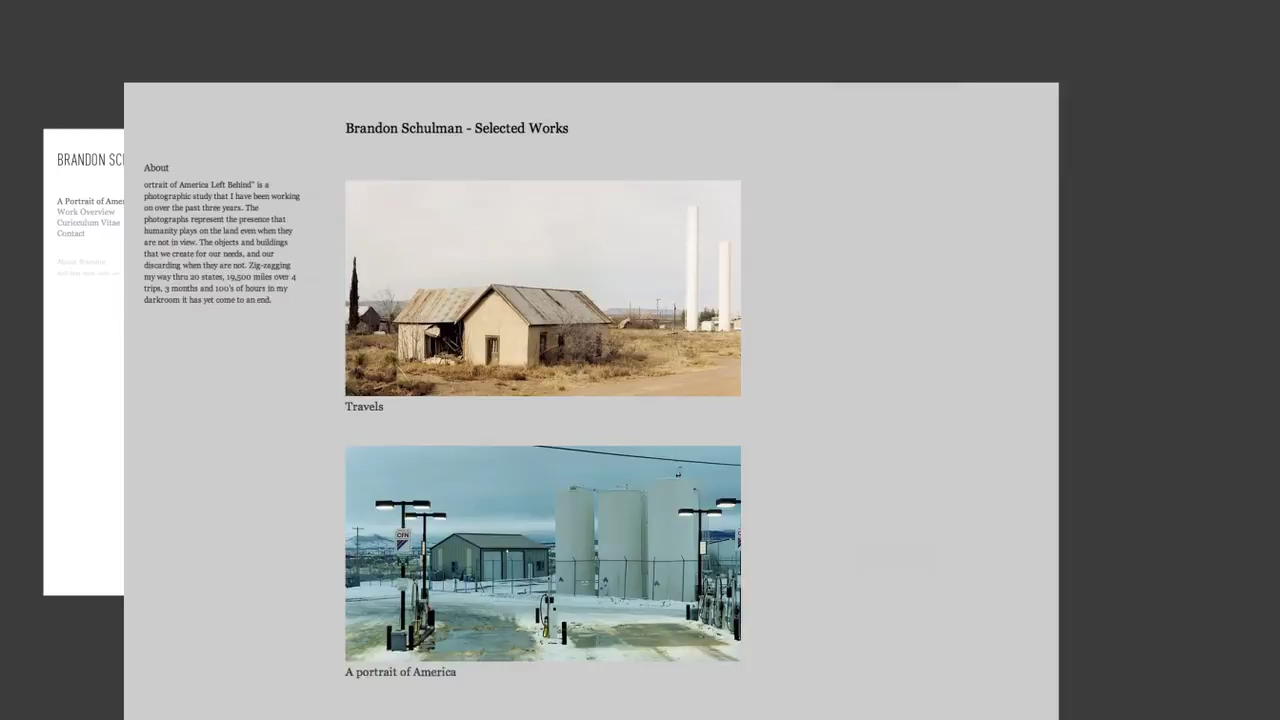 BRANDON SCH
A Portrait of Amer
Work Overview
Curicculum Vitae
Contact
About Brandon
Brandon Schulman - Selected Works
About
ortrait of America Left Behind" is a
photographic study that I have been working
on over the past three years. The
photographs represent the presence that
humanity plays on the land even when they
are not in view. The objects and buildings
that we create for our needs, and our
discarding when they are not. Zig-zagging
my way thru 20 states, 19,500 miles over 4
trips, 3 months and 100's of hours in my
darkroom it has yet come to an end.
Travels
CFN
A portrait of America